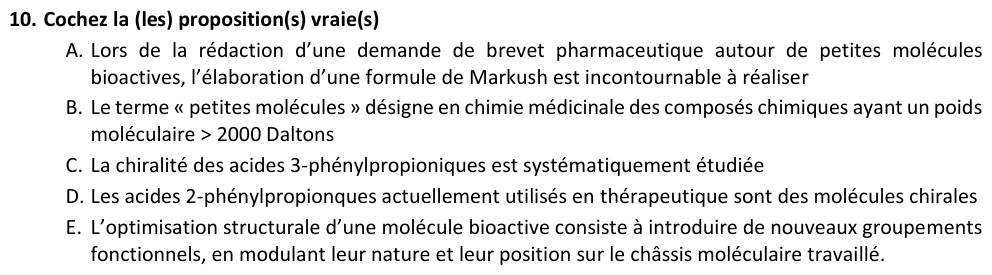 10. Cochez la (les) proposition(s) vraie(s)
A. Lors de la rédaction d’une demande de brevet pharmaceutique autour de petites molécules
bioactives, l’élaboration d’une formule de Markush est incontournable à réaliser
B. Le terme « petites molécules » désigne en chimie médicinale des composés chimiques ayant un poids
moléculaire > 2000 Daltons
C. La chiralité des acides 3-phénylpropioniques est systématiquement étudiée
D. Les acides 2-phénylpropionques actuellement utilisés en thérapeutique sont des molécules chirales
E. L’optimisation structurale d’une molécule bioactive consiste à introduire de nouveaux groupements
fonctionnels, en modulant leur nature et leur position sur le châssis moléculaire travaillé.